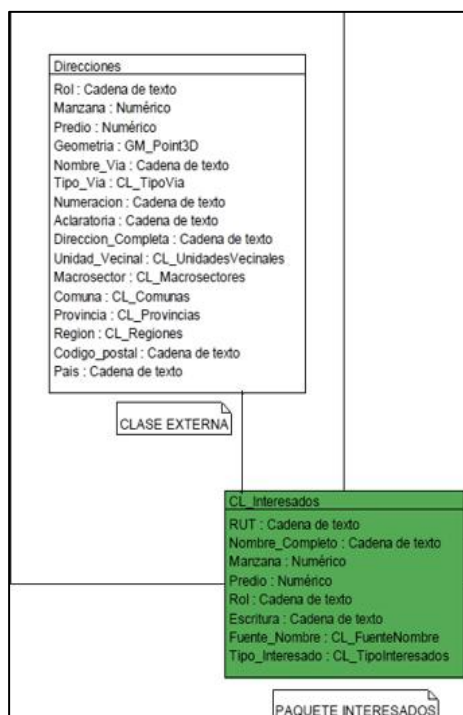 Direcciones
Rol : Cadena de texto
Manzana : Numérico
Predio : Numérico
Geometria : GM_Point3D
Nombre_Via : Cadena de texto
Tipo_Via : CL_TipoVia
Numeracion : Cadena de texto
Aclaratoria : Cadena de texto
Direccion_Completa : Cadena de texto
Unidad_Vecinal : CL_UnidadesVecinales
Macrosector : CL_Macrosectores
Comuna : CL_Comunas
Provincia : CL_Provincias
Region : CL_Regiones
Codigo_postal : Cadena de texto
Pais : Cadena de texto
CLASE EXTERNA
CL_Interesados
RUT : Cadena de texto
Nombre_Completo : Cadena de texto
Manzana : Numérico
Predio : Numérico
Rol : Cadena de texto
Escritura : Cadena de texto
Fuente_Nombre : CL_FuenteNombre
Tipo_Interesado : CL_TipoInteresados
PAQUETE INTERESADOS